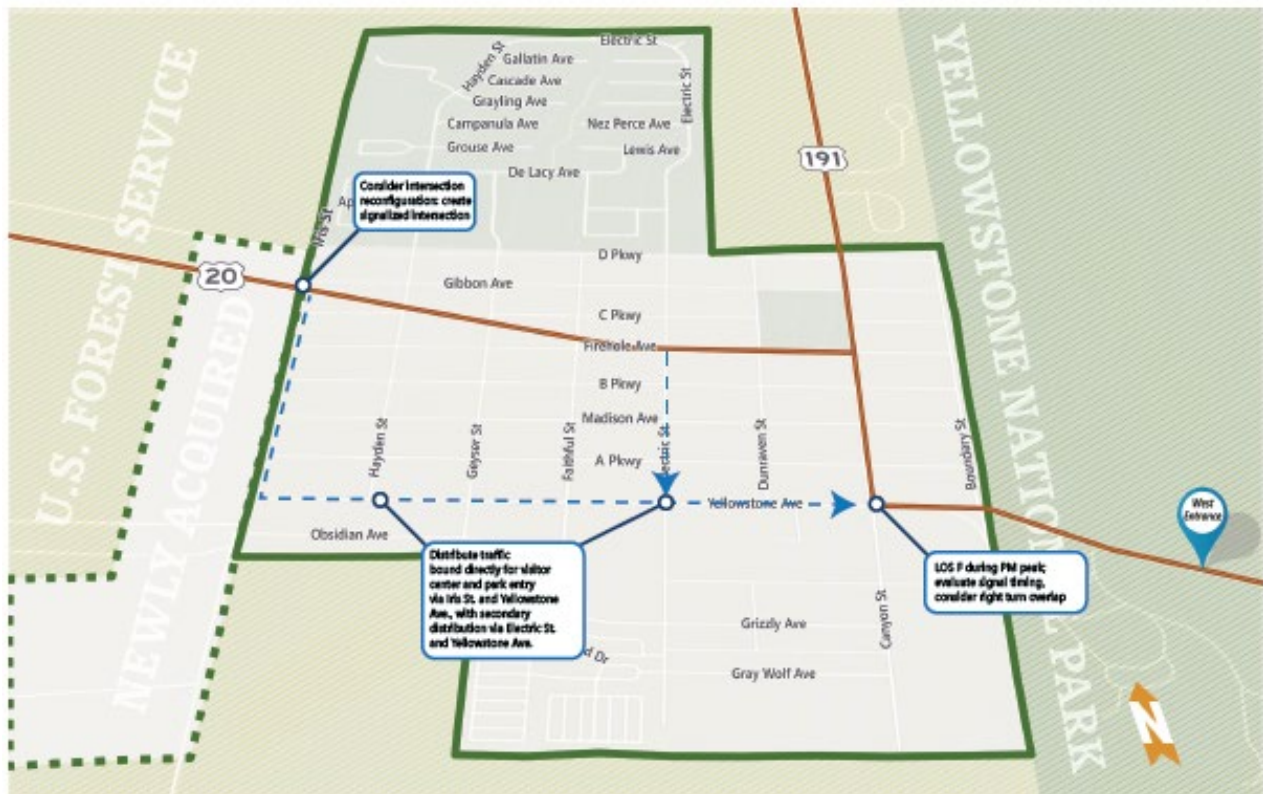 Electric St
Hayden St
Gallatin Ave
Cascade Ave
Electric St
Grayling Ave
Campanula Ave
Nez Perce Ave
Grouse Ave
Lewis Ave
De Lacy Ave
191
YELLOWSTONE NATIONAL PARK
U.S. FOREST SERVICE
NEWLY ACQUIRED
Consider intersection
reconfiguration: create
signalized intersection
Iris St
20
D Pkwy
Gibbon Ave
C Pkwy
Firehole Ave
B Pkwy
Madison Ave
A Pkwy
Hayden St
Geyser St
Faithful St
Electric St
Dunraven St
Boundary St
Yellowstone Ave
West
Entrance
Obsidian Ave
Distribute traffic
bound directly for visitor
center and park entry
via Iris St. and Yellowstone
Ave., with secondary
distribution via Electric St.
and Yellowstone Ave.
LOS F during PM peak;
evaluate signal timing,
consider right turn overlap
Canyon St
Grizzly Ave
Gray Wolf Ave
Dr
N